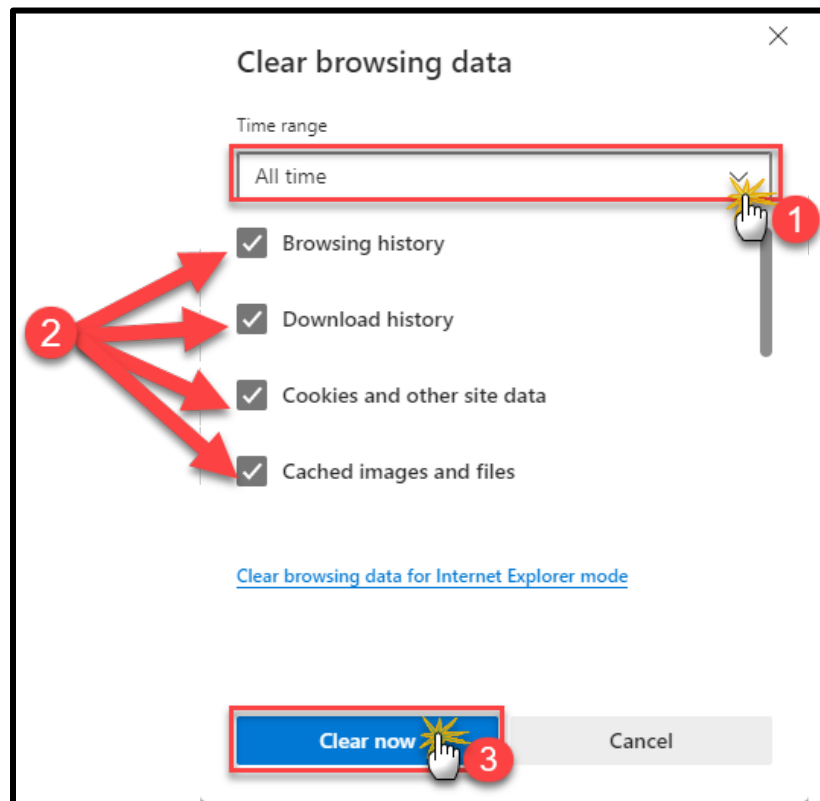 Clear browsing data
Time range
All time
1
Browsing history
2
Download history
Cookies and other site data
Cached images and files
Clear browsing data for Internet Explorer mode
Clear now
3
Cancel